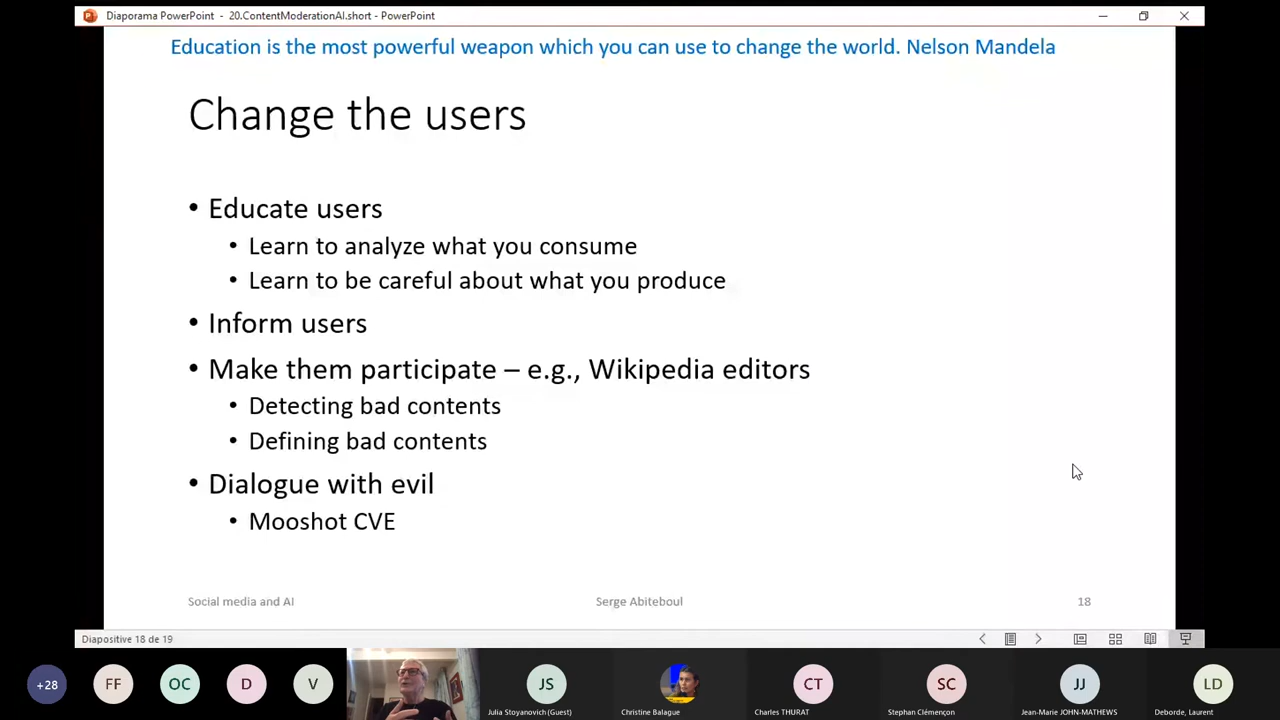 Diaporama PowerPoint - 20.ContentModerationAI.short - PowerPoint
Education is the most powerful weapon which you can use to change the world. Nelson Mandela
Change the users
• Educate users
• Learn to analyze what you consume
• Learn to be careful about what you produce
• Inform users
• Make them participate – e.g., Wikipedia editors
• Detecting bad contents
• Defining bad contents
• Dialogue with evil
• Mooshot CVE
Social media and AI
Serge Abiteboul
18
Diapositive 18 de 19
+28
FF
OC
D
V
JS
CT
SC
JJ
LD
Julia Stoyanovich (Guest)
Christine Balague
Charles THURAT
Stephan Clémençon
Jean-Marie JOHN-MATHEWS
Deborde, Laurent